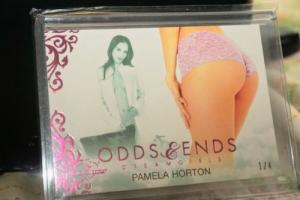 ODDS & ENDS
DREAMGIRLS
PAMELA HORTON
1/4